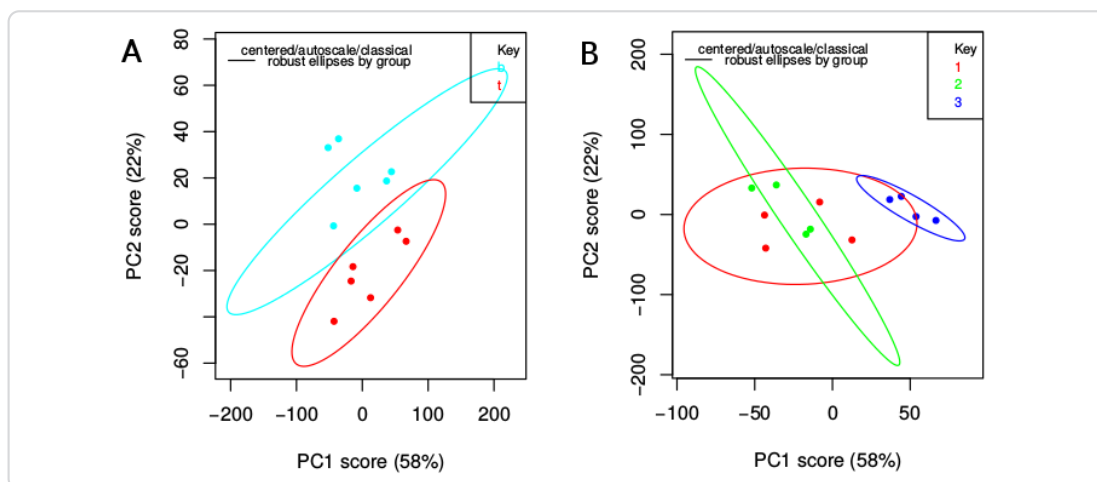 A
centered/autoscale/classical
robust ellipses by group
Key
b
t
80
60
40
20
0
−20
−60
PC2 score (22%)
−200
−100
0
100
200
PC1 score (58%)
B
centered/autoscale/classical
robust ellipses by group
Key
1
2
3
200
100
0
−100
−200
PC2 score (22%)
−100
−50
0
50
PC1 score (58%)